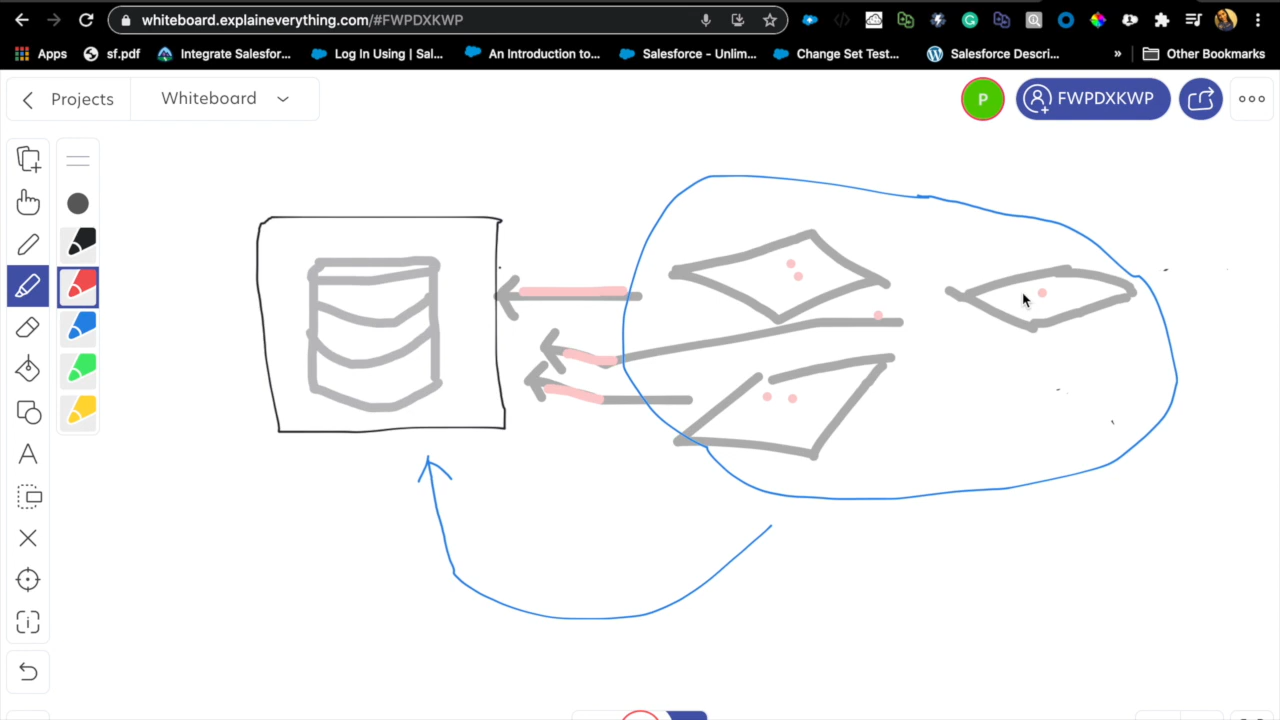 whiteboard.explaineverything.com/#FWPDXKWP
Apps sf.pdf Integrate Salesfor... Log In Using | Sal... An Introduction to... Salesforce - Unlim... Change Set Test... Salesforce Descri... » Other Bookmarks
Projects Whiteboard P FWPDXKWP
A